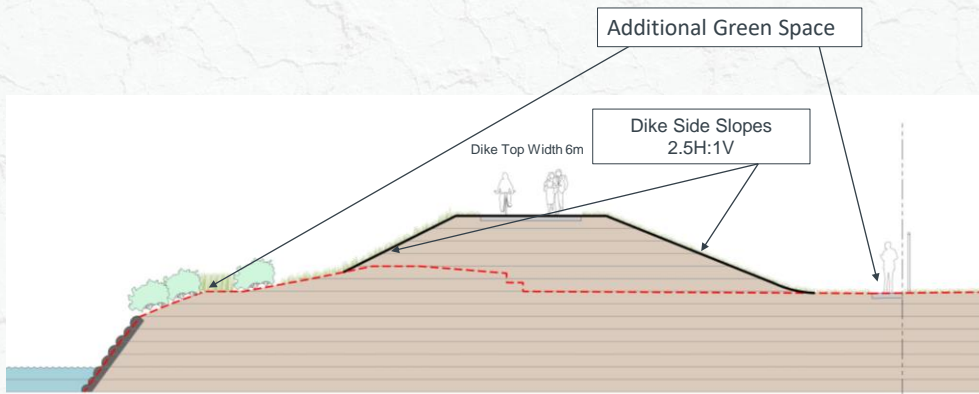 Additional Green Space
Dike Side Slopes
2.5H:1V
Dike Top Width 6m